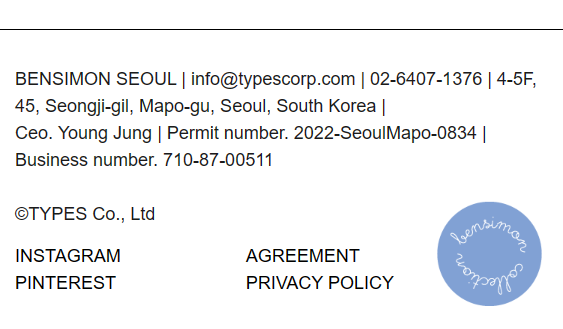 BENSIMON SEOUL | info@typescorp.com | 02-6407-1376 | 4-5F,
45, Seongji-gil, Mapo-gu, Seoul, South Korea |
Ceo. Young Jung | Permit number. 2022-SeoulMapo-0834 |
Business number. 710-87-00511
©TYPES Co., Ltd
INSTAGRAM
PINTEREST
AGREEMENT
PRIVACY POLICY
bensimon collection